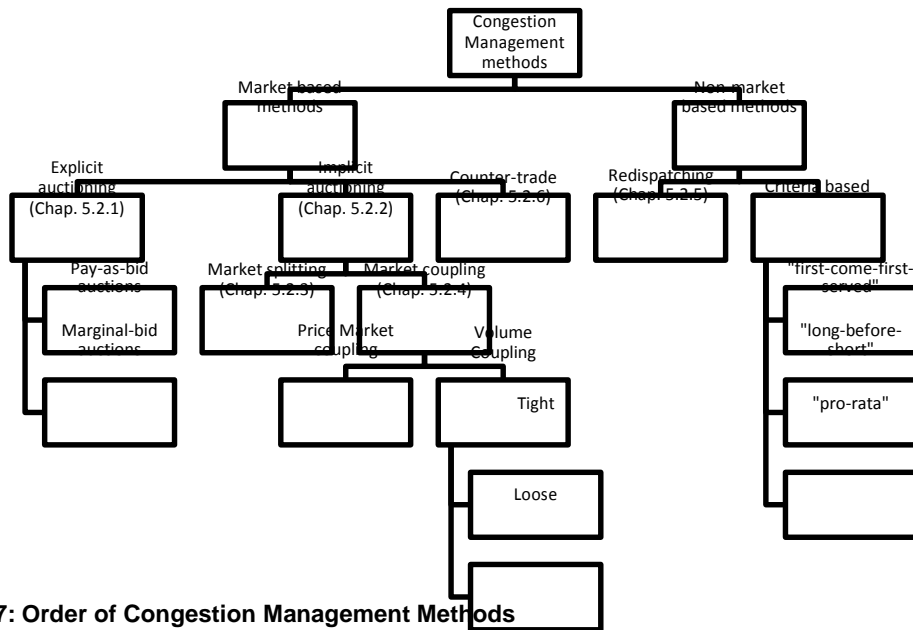 Congestion
Management
methods
Market based
methods
Non-market
based methods
Explicit
auctioning
(Chap. 5.2.1)
Implicit
auctioning
(Chap. 5.2.2)
Counter-trade
(Chap. 5.2.6)
Redispatching
(Chap. 5.2.5)
Criteria based
Pay-as-bid
auctions
Marginal-bid
auctions
Market splitting
(Chap. 5.2.3)
Market coupling
(Chap. 5.2.4)
Price Market
coupling
Volume
Coupling
Tight
Loose
"first-come-first-
served"
"long-before-
short"
"pro-rata"
7: Order of Congestion Management Methods